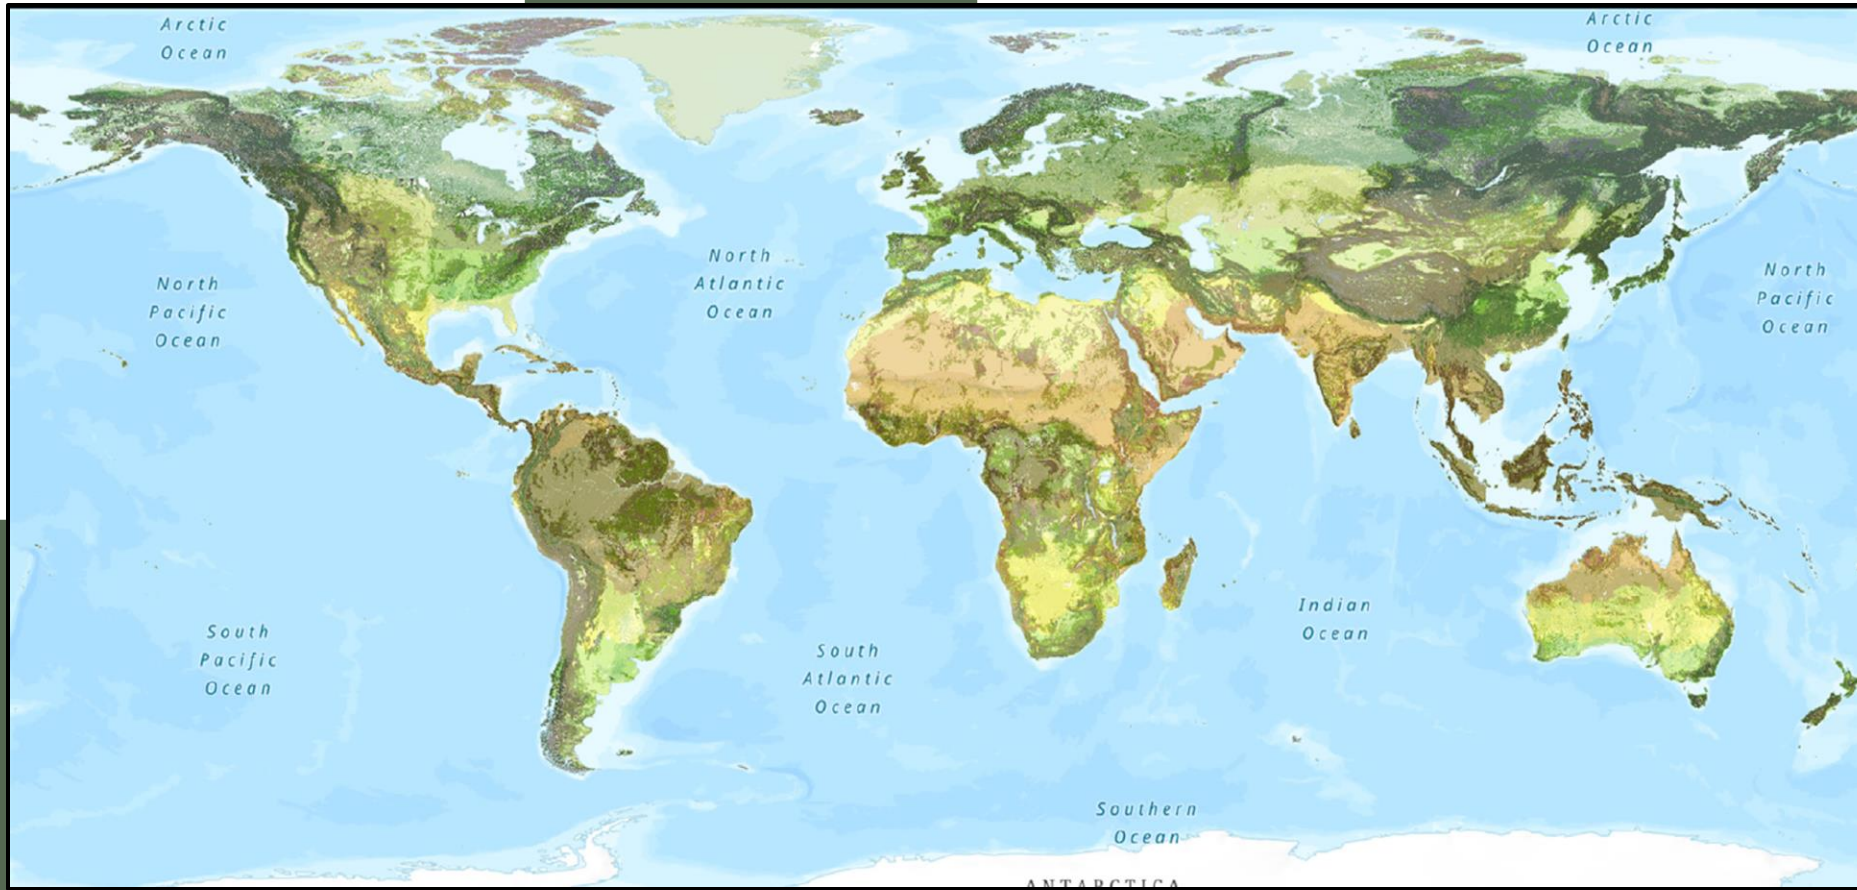 Arctic
Ocean
Arctic
Ocean
North
Pacific
Ocean
North
Atlantic
Ocean
North
Pacific
Ocean
South
Pacific
Ocean
South
Atlantic
Ocean
Indian
Ocean
Southern
Ocean
ANTARCTICA